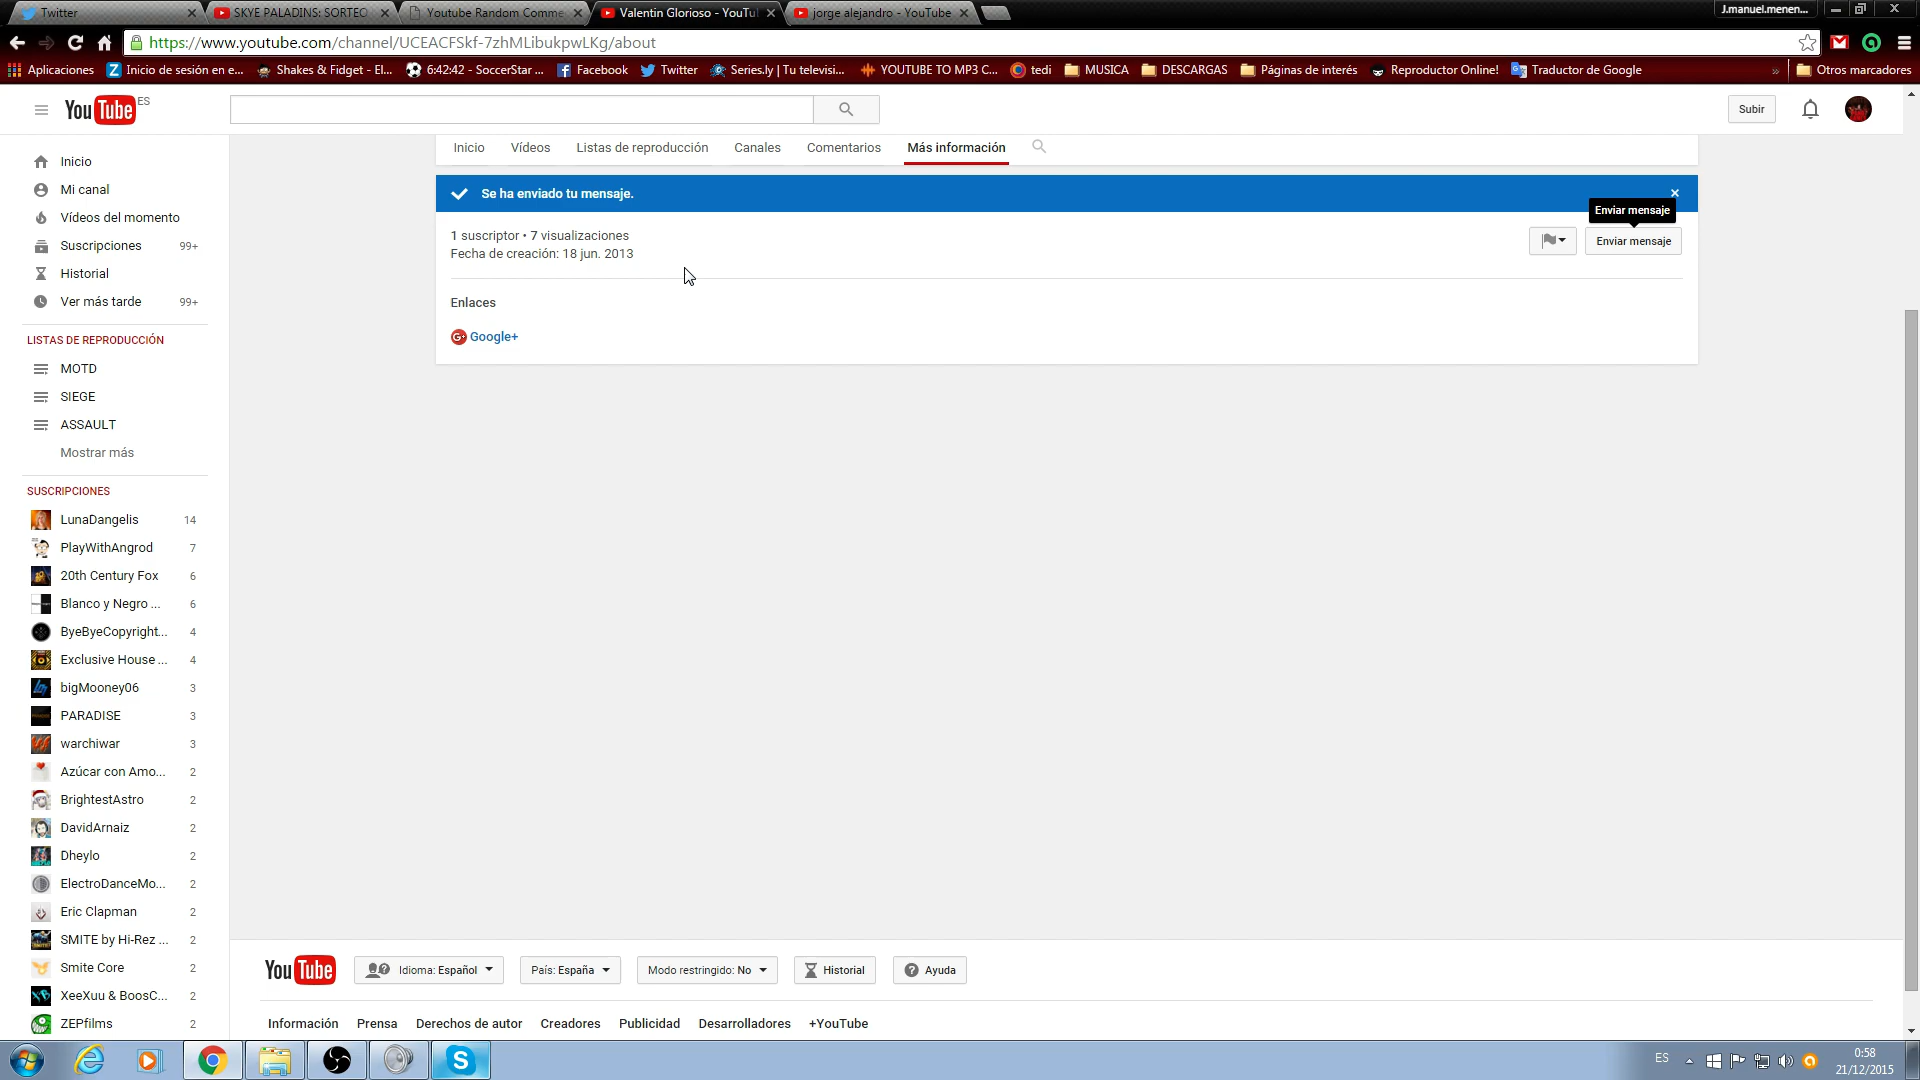 Twitter
SKYE PALADINS: SORTEO
Youtube Random Comme
Valentin Glorioso - YouTu
jorge alejandro - YouTube
J.manuel.menen...
https://www.youtube.com/channel/UCEACFSkf-7zhMLibukpwLKg/about
Aplicaciones
Inicio de sesión en e...
Shakes & Fidget - El...
6:42:42 - SoccerStar ...
Facebook
Twitter
Series.ly | Tu televisi...
YOUTUBE TO MP3 C...
tedi
MUSICA
DESCARGAS
Páginas de interés
Reproductor Online!
Traductor de Google
»
Otros marcadores
YouTube ES
Subir
Inicio
Vídeos
Listas de reproducción
Canales
Comentarios
Más información
Se ha enviado tu mensaje.
Enviar mensaje
1 suscriptor • 7 visualizaciones
Fecha de creación: 18 jun. 2013
Enviar mensaje
Enlaces
Google+
Inicio
Mi canal
Vídeos del momento
Suscripciones 99+
Historial
Ver más tarde 99+
LISTAS DE REPRODUCCIÓN
MOTD
SIEGE
ASSAULT
Mostrar más
SUSCRIPCIONES
LunaDangelis 14
PlayWithAngrod 7
20th Century Fox 6
Blanco y Negro ... 6
ByeByeCopyright... 4
Exclusive House ... 4
bigMooney06 3
PARADISE 3
warchiwar 3
Azúcar con Amo... 2
BrightestAstro 2
DavidArnaiz 2
Dheylo 2
ElectroDanceMo... 2
Eric Clapman 2
SMITE by Hi-Rez ... 2
Smite Core 2
XeeXuu & BoosC... 2
ZEPfilms 2
YouTube
Idioma: Español
País: España
Modo restringido: No
Historial
Ayuda
Información
Prensa
Derechos de autor
Creadores
Publicidad
Desarrolladores
+YouTube
ES
0:58
21/12/2015